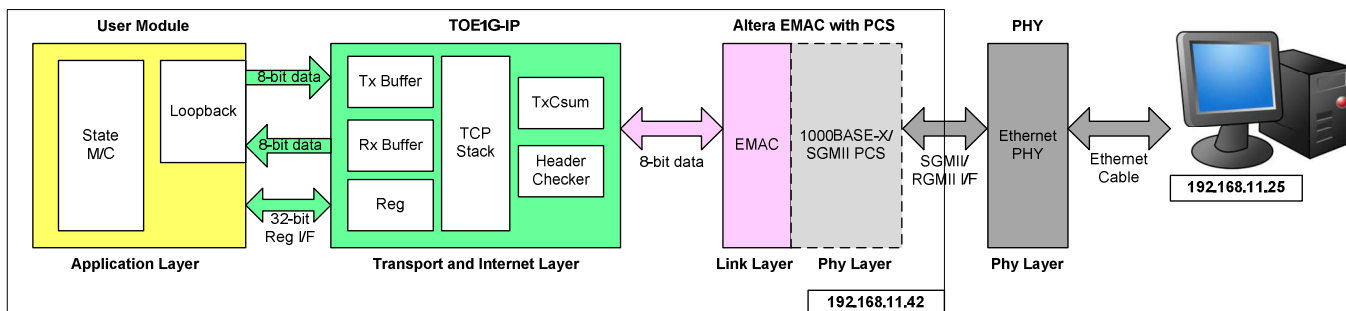 User Module
TOE1G-IP
Altera EMAC with PCS
PHY
State
M/C
Loopback
8-bit data
8-bit data
32-bit
Reg I/F
Tx Buffer
Rx Buffer
Reg
TCP
Stack
TxCsum
Header
Checker
8-bit data
EMAC
1000BASE-X/
SGMII PCS
SGMII/
RGMII I/F
Ethernet
PHY
Ethernet
Cable
192.168.11.25
Application Layer
Transport and Internet Layer
Link Layer
Phy Layer
Phy Layer
192.168.11.42